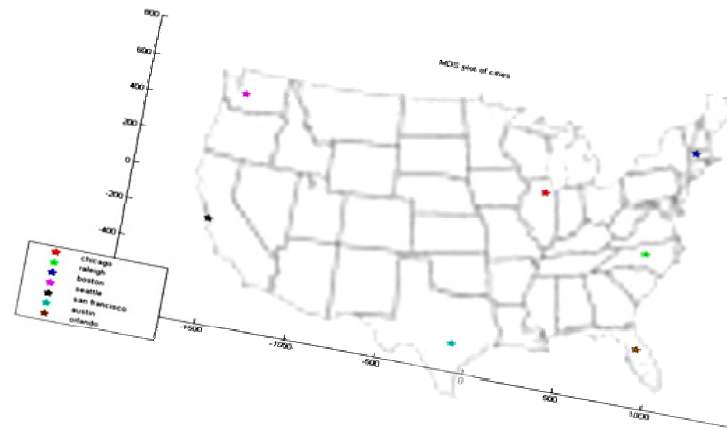 800
MDS plot of cities
600
400
200
0
-200
-400
chicago
raleigh
boston
seattle
san francisco
austin
orlando
-1500
-1000
-500
0
500
1000